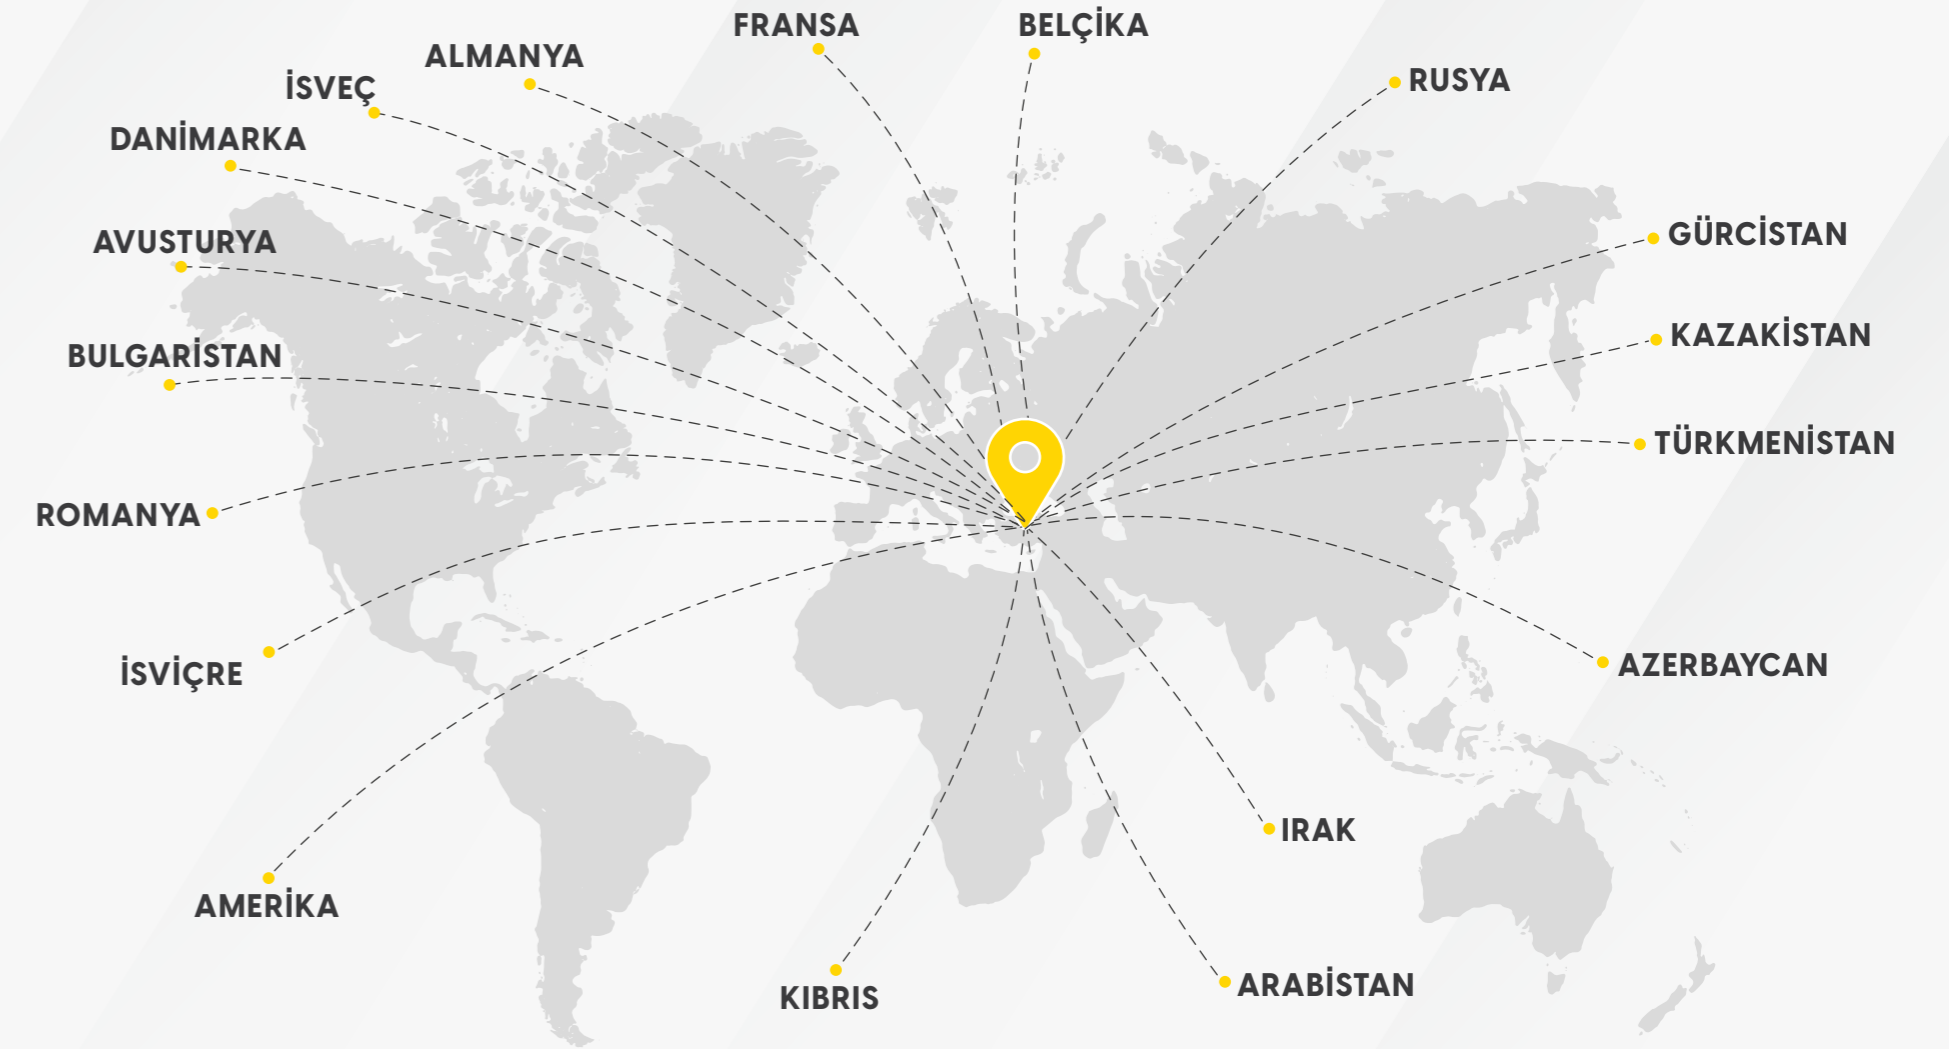 FRANSA
BELÇİKA
ALMANYA
RUSYA
İSVEÇ
DANİMARKA
GÜRCİSTAN
AVUSTURYA
KAZAKİSTAN
BULGARİSTAN
TÜRKMENİSTAN
ROMANYA
AZERBAYCAN
İSVİÇRE
IRAK
AMERİKA
ARABİSTAN
KIBRIS